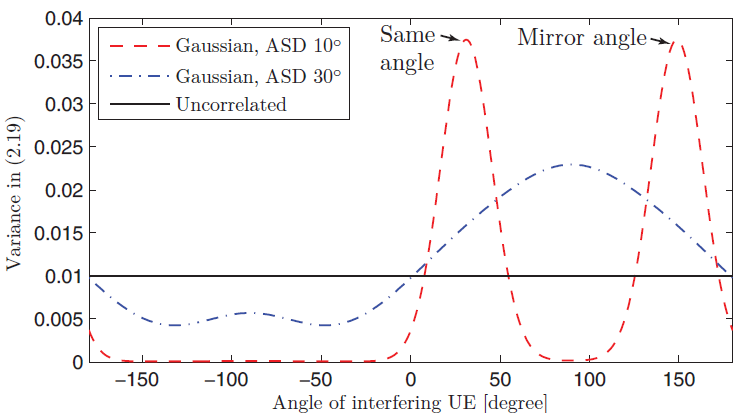 0.04
0.035
0.03
0.025
0.02
0.015
0.01
0.005
0
Variance in (2.19)
Gaussian, ASD 10°
Gaussian, ASD 30°
Uncorrelated
Same
angle
Mirror angle
−150 −100 −50 0 50 100 150
Angle of interfering UE [degree]